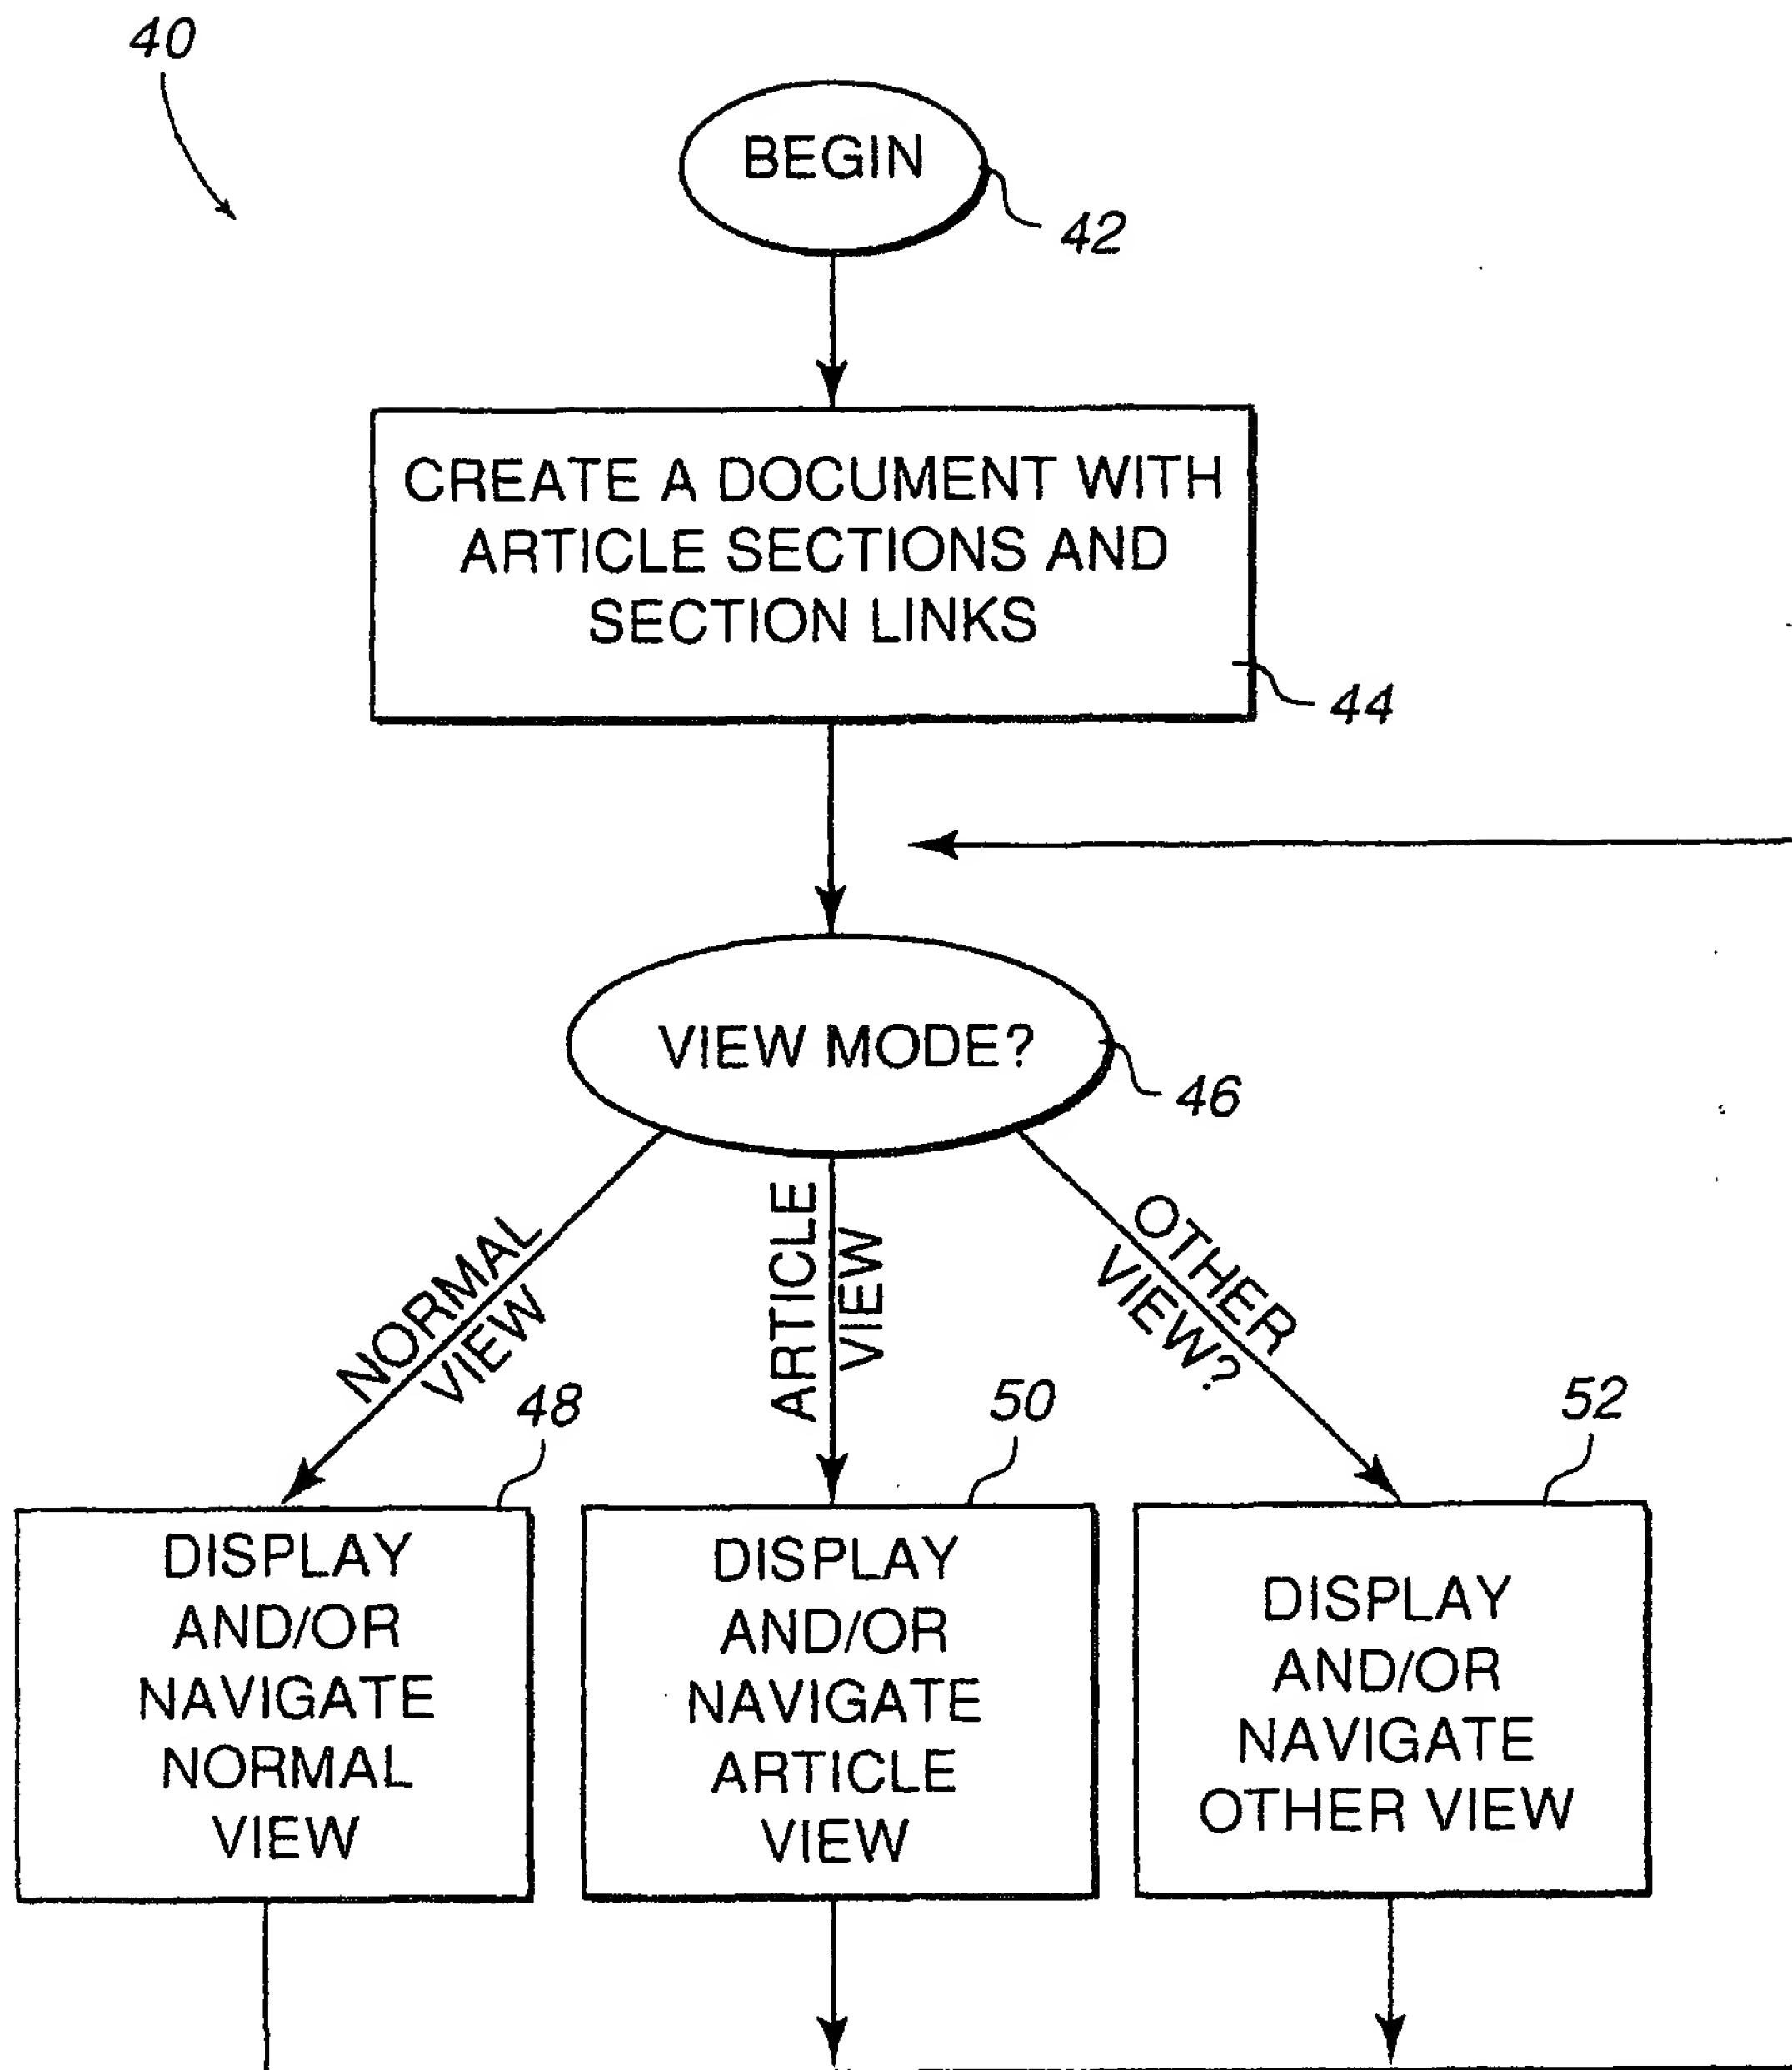 40
BEGIN
42
CREATE A DOCUMENT WITH
ARTICLE SECTIONS AND
SECTION LINKS
44
VIEW MODE?
46
NORMAL
VIEW
ARTICLE
VIEW
OTHER
VIEW?
48
DISPLAY
AND/OR
NAVIGATE
NORMAL
VIEW
50
DISPLAY
AND/OR
NAVIGATE
ARTICLE
VIEW
52
DISPLAY
AND/OR
NAVIGATE
OTHER VIEW